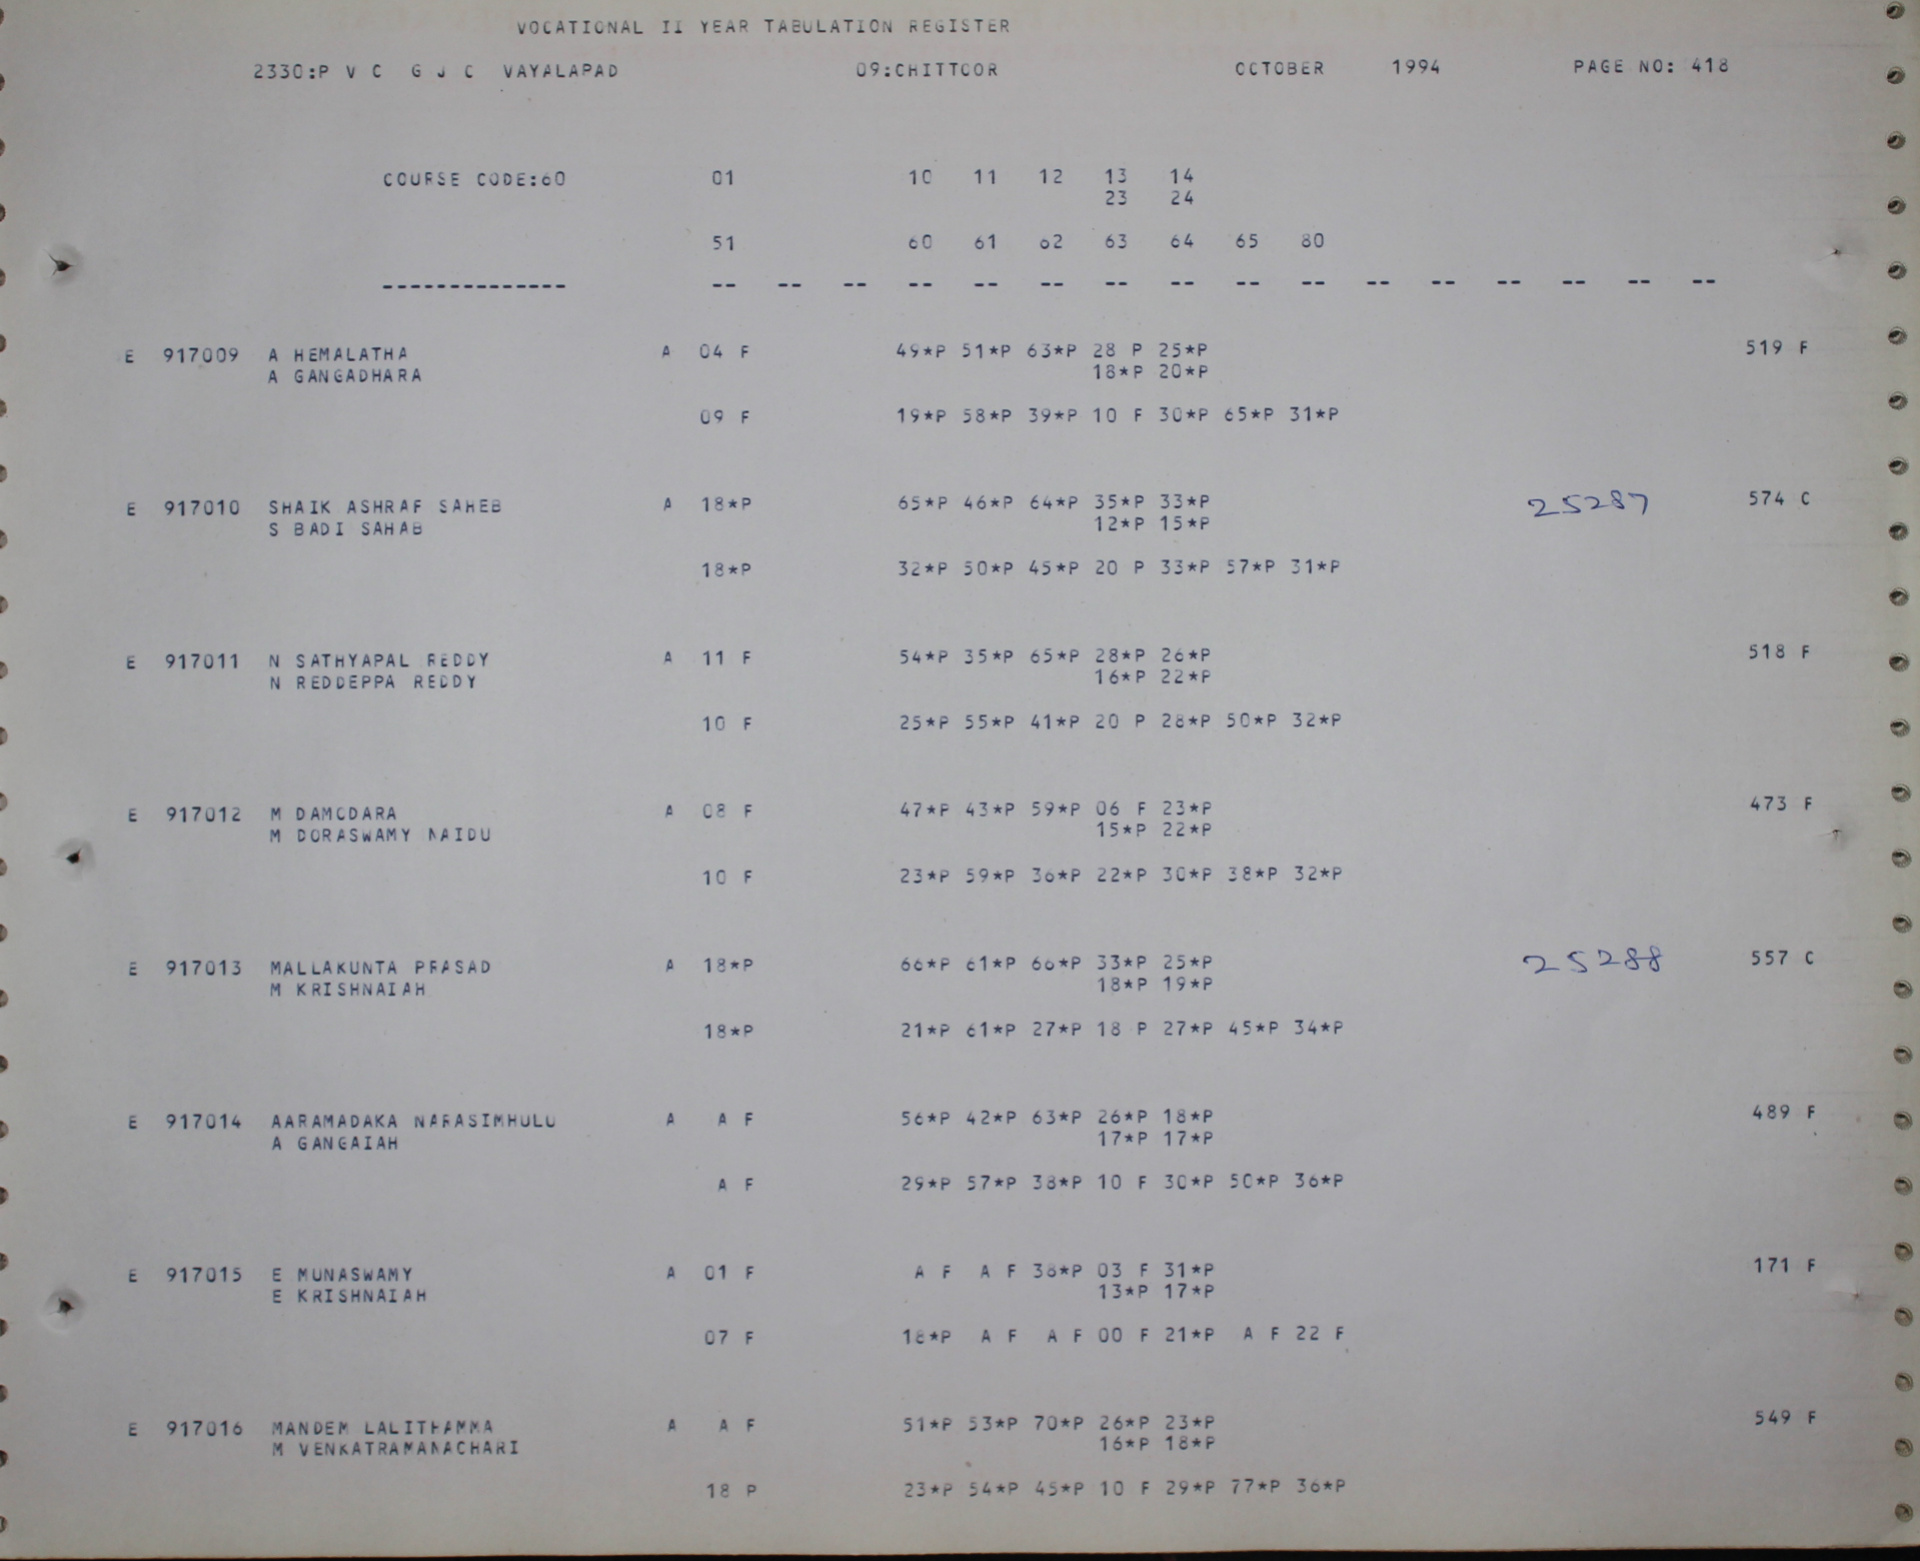 VOCATIONAL II YEAR TABULATION REGISTER
2330:P V C G J C VAYALAPAD 09:CHITTOOR OCTOBER 1994 PAGE NO: 418
COURSE CODE:60 01 10 11 12 13 14
23 24
51 60 61 62 63 64 65 80
-------------- -- -- -- -- -- -- -- -- -- -- -- -- -- -- -- --
E 917009 A HEMALATHA A 04 F 49*P 51*P 63*P 28 P 25*P 519 F
A GANGADHARA 18*P 20*P
09 F 19*P 58*P 39*P 10 F 30*P 65*P 31*P
E 917010 SHAIK ASHRAF SAHEB A 18*P 65*P 46*P 64*P 35*P 33*P 25287 574 C
S BADI SAHAB 12*P 15*P
18*P 32*P 50*P 45*P 20 P 33*P 57*P 31*P
E 917011 N SATHYAPAL REDDY A 11 F 54*P 35*P 65*P 28*P 26*P 518 F
N REDDEPPA REDDY 16*P 22*P
10 F 25*P 55*P 41*P 20 P 28*P 50*P 32*P
E 917012 M DAMODARA A 08 F 47*P 43*P 59*P 06 F 23*P 473 F
M DORASWAMY NAIDU 15*P 22*P
10 F 23*P 59*P 36*P 22*P 30*P 38*P 32*P
E 917013 MALLAKUNTA PRASAD A 18*P 66*P 61*P 66*P 33*P 25*P 25288 557 C
M KRISHNAIAH 18*P 19*P
18*P 21*P 61*P 27*P 18 P 27*P 45*P 34*P
E 917014 AARAMADAKA NARASIMHULU A A F 56*P 42*P 63*P 26*P 18*P 489 F
A GANGAIAH 17*P 17*P
A F 29*P 57*P 38*P 10 F 30*P 50*P 36*P
E 917015 E MUNASWAMY A 01 F A F A F 38*P 03 F 31*P 171 F
E KRISHNAIAH 13*P 17*P
07 F 18*P A F A F 00 F 21*P A F 22 F
E 917016 MANDEM LALITHAMMA A A F 51*P 53*P 70*P 26*P 23*P 549 F
M VENKATRAMANACHARI 16*P 18*P
18 P 23*P 54*P 45*P 10 F 29*P 77*P 36*P